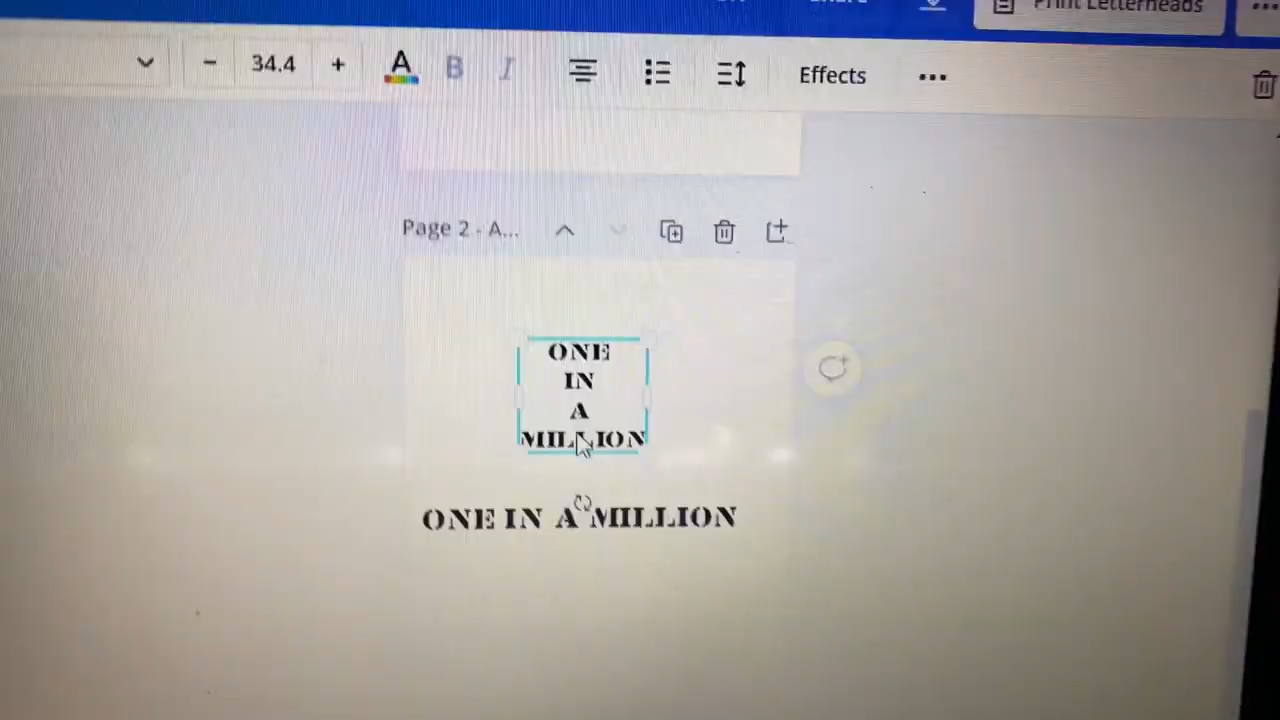 Print Letterheads
34.4
A
B
I
Effects
Page 2 - A...
ONE
IN
A
MILLION
ONE IN A MILLION